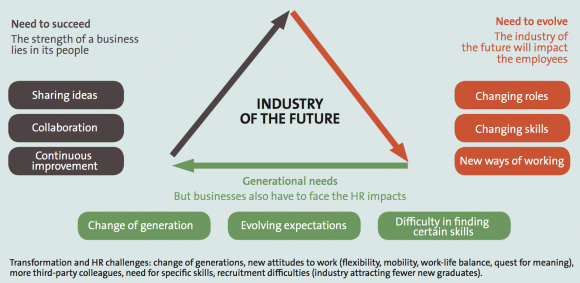 Need to succeed
The strength of a business
lies in its people
Sharing ideas
Collaboration
Continuous
improvement
INDUSTRY
OF THE FUTURE
Need to evolve
The industry of
the future will impact
the employees
Changing roles
Changing skills
New ways of working
Generational needs
But businesses also have to face the HR impacts
Change of generation
Evolving expectations
Difficulty in finding
certain skills
Transformation and HR challenges: change of generations, new attitudes to work (flexibility, mobility, work-life balance, quest for meaning),
more third-party colleagues, need for specific skills, recruitment difficulties (industry attracting fewer new graduates).